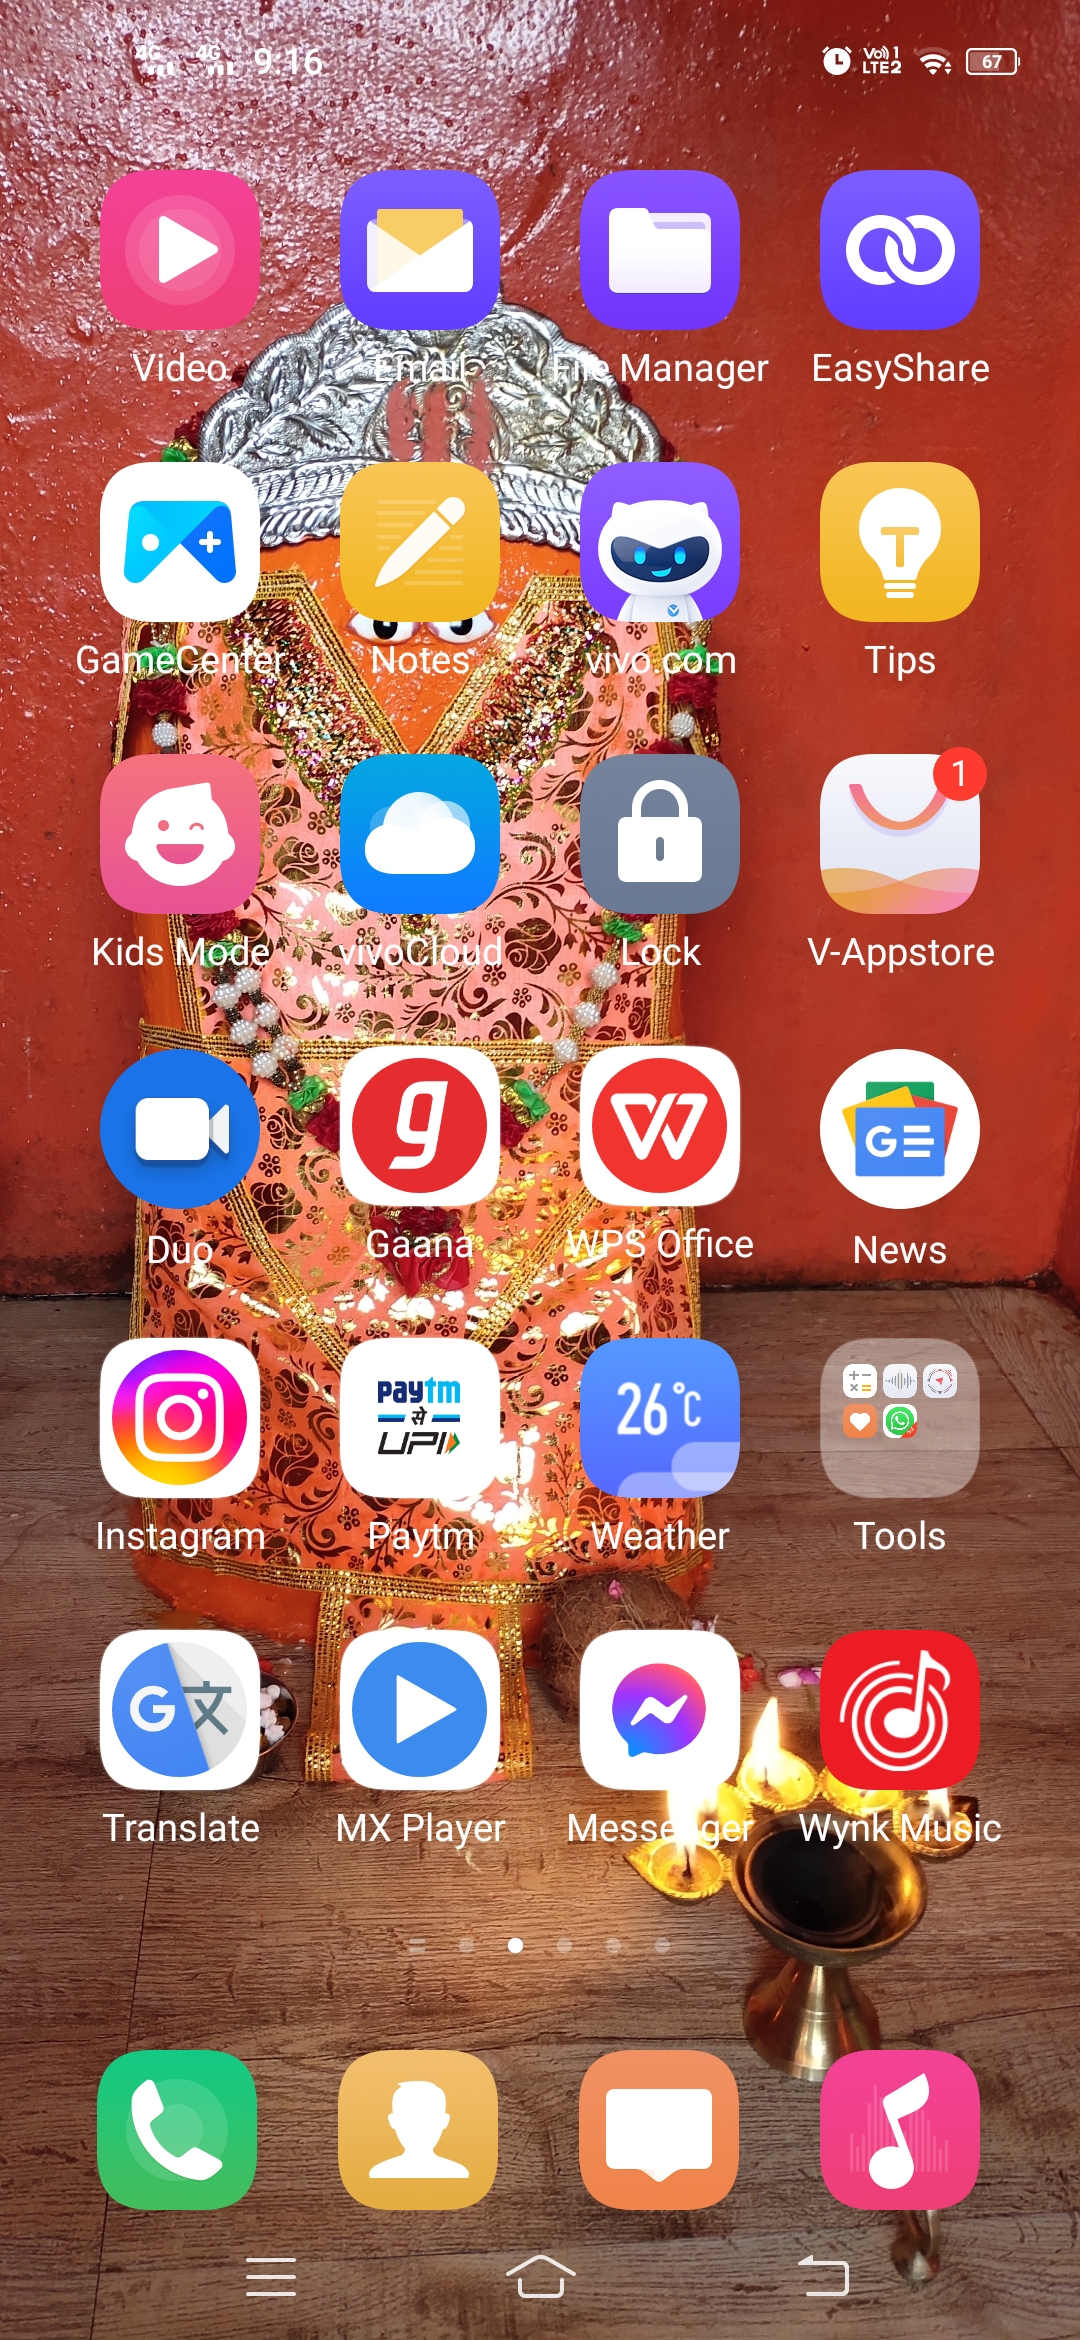 4G 4G 9:16 Vo)) 1 LTE2 67
Video Email File Manager EasyShare
GameCenter Notes vivo.com Tips
1
Kids Mode vivoCloud Lock V-Appstore
g W GE
Duo Gaana WPS Office News
paytm से UPI 26°C
Instagram Paytm Weather Tools
G 文
Translate MX Player Messenger Wynk Music